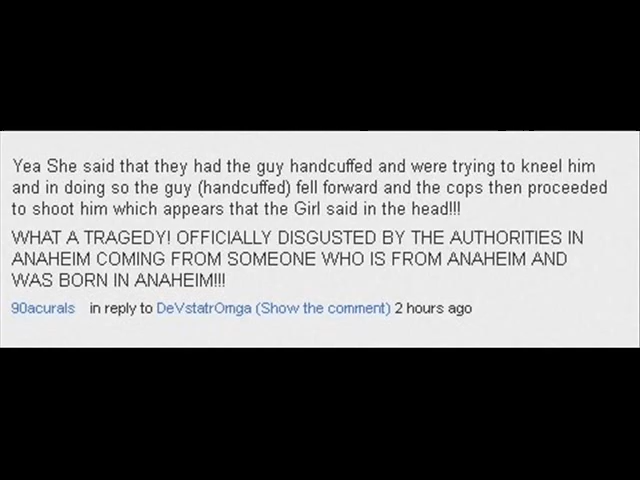 Yea She said that they had the guy handcuffed and were trying to kneel him
and in doing so the guy (handcuffed) fell forward and the cops then proceeded
to shoot him which appears that the Girl said in the head!!!
WHAT A TRAGEDY! OFFICIALLY DISGUSTED BY THE AUTHORITIES IN
ANAHEIM COMING FROM SOMEONE WHO IS FROM ANAHEIM AND
WAS BORN IN ANAHEIM!!!
90acurals in reply to DeVstatrOmga (Show the comment) 2 hours ago